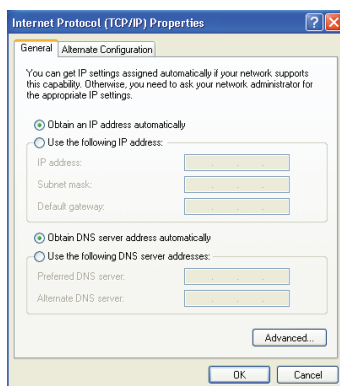 Internet Protocol (TCP/IP) Properties
General
Alternate Configuration
You can get IP settings assigned automatically if your network supports
this capability. Otherwise, you need to ask your network administrator for
the appropriate IP settings.
Obtain an IP address automatically
Use the following IP address:
IP address:
Subnet mask:
Default gateway:
Obtain DNS server address automatically
Use the following DNS server addresses:
Preferred DNS server:
Alternate DNS server:
Advanced...
OK
Cancel